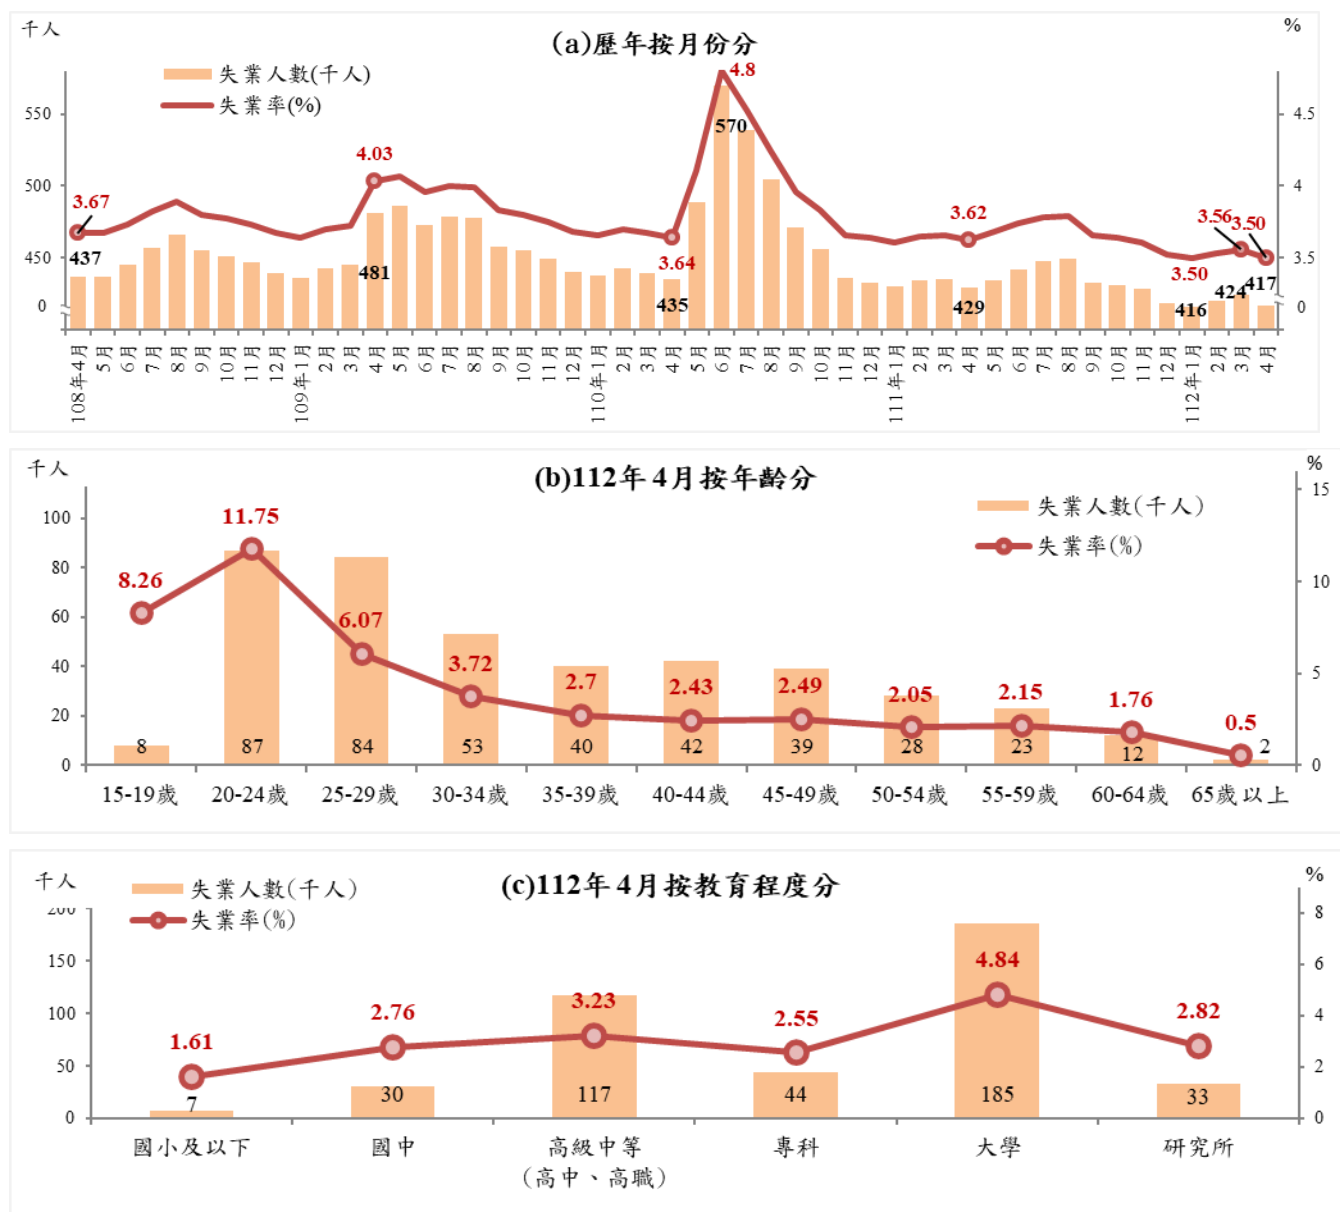 千人
%
(a)歷年按月份分
失業人數(千人)
失業率(%)
550
500
450
0
4.5
4
3.5
0
3.67
437
4.03
481
3.64
435
4.8
570
3.62
429
3.50
416
3.56
424
3.50
417
108年4月 5月 6月 7月 8月 9月 10月 11月 12月 109年1月 2月 3月 4月 5月 6月 7月 8月 9月 10月 11月 12月 110年1月 2月 3月 4月 5月 6月 7月 8月 9月 10月 11月 12月 111年1月 2月 3月 4月 5月 6月 7月 8月 9月 10月 11月 12月 112年1月 2月 3月 4月
千人
%
(b)112年4月按年齡分
失業人數(千人)
失業率(%)
100
80
60
40
20
0
15
10
5
0
8.26 11.75 6.07 3.72 2.7 2.43 2.49 2.05 2.15 1.76 0.5
8 87 84 53 40 42 39 28 23 12 2
15-19歲 20-24歲 25-29歲 30-34歲 35-39歲 40-44歲 45-49歲 50-54歲 55-59歲 60-64歲 65歲以上
千人
%
(c)112年4月按教育程度分
失業人數(千人)
失業率(%)
200
150
100
50
0
8
6
4
2
0
1.61 2.76 3.23 2.55 4.84 2.82
7 30 117 44 185 33
國小及以下 國中 高級中等 專科 大學 研究所
(高中、高職)